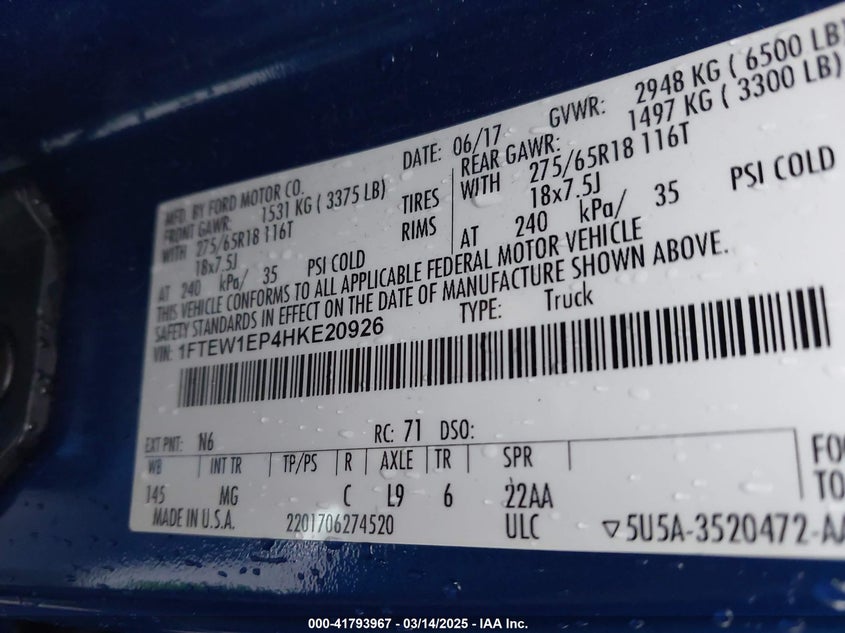 MFD. BY FORD MOTOR CO.
DATE: 06/17
GVWR: 2948 KG ( 6500 LB)
FRONT GAWR: 1531 KG ( 3375 LB)
REAR GAWR: 1497 KG ( 3300 LB)
WITH 275/65R18 116T TIRES WITH 275/65R18 116T
18x7.5J RIMS 18x7.5J
AT 240 kPa/ 35 PSI COLD AT 240 kPa/ 35 PSI COLD
THIS VEHICLE CONFORMS TO ALL APPLICABLE FEDERAL MOTOR VEHICLE
SAFETY STANDARDS IN EFFECT ON THE DATE OF MANUFACTURE SHOWN ABOVE.
VIN: 1FTEW1EP4HKE20926
TYPE: Truck
EXT PNT: N6 RC: 71 DSO:
WB INT TR TP/PS R AXLE TR SPR
145 MG C L9 6 22AA
MADE IN U.S.A. 2201706274520 ULC
▽5U5A-3520472-AA
000-41793967 - 03/14/2025 - IAA Inc.